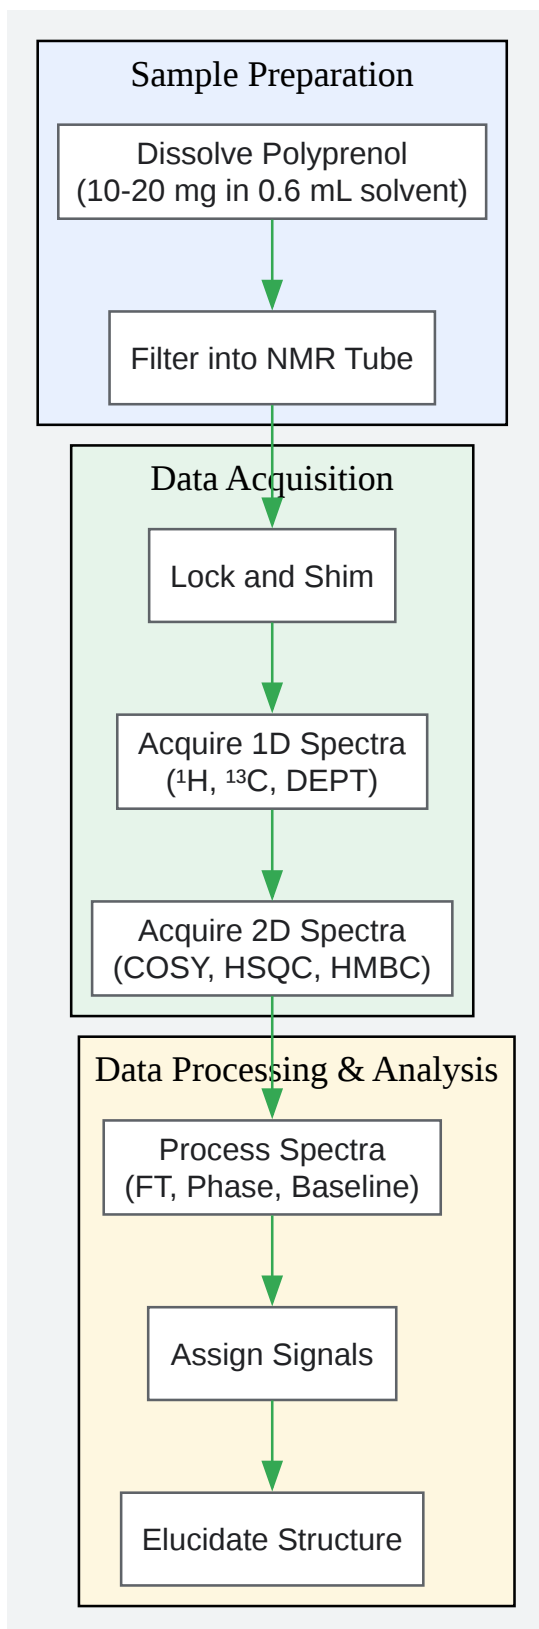 Sample Preparation
Dissolve Polyprenol
(10-20 mg in 0.6 mL solvent)
Filter into NMR Tube
Data Acquisition
Lock and Shim
Acquire 1D Spectra
(¹H, ¹³C, DEPT)
Acquire 2D Spectra
(COSY, HSQC, HMBC)
Data Processing & Analysis
Process Spectra
(FT, Phase, Baseline)
Assign Signals
Elucidate Structure